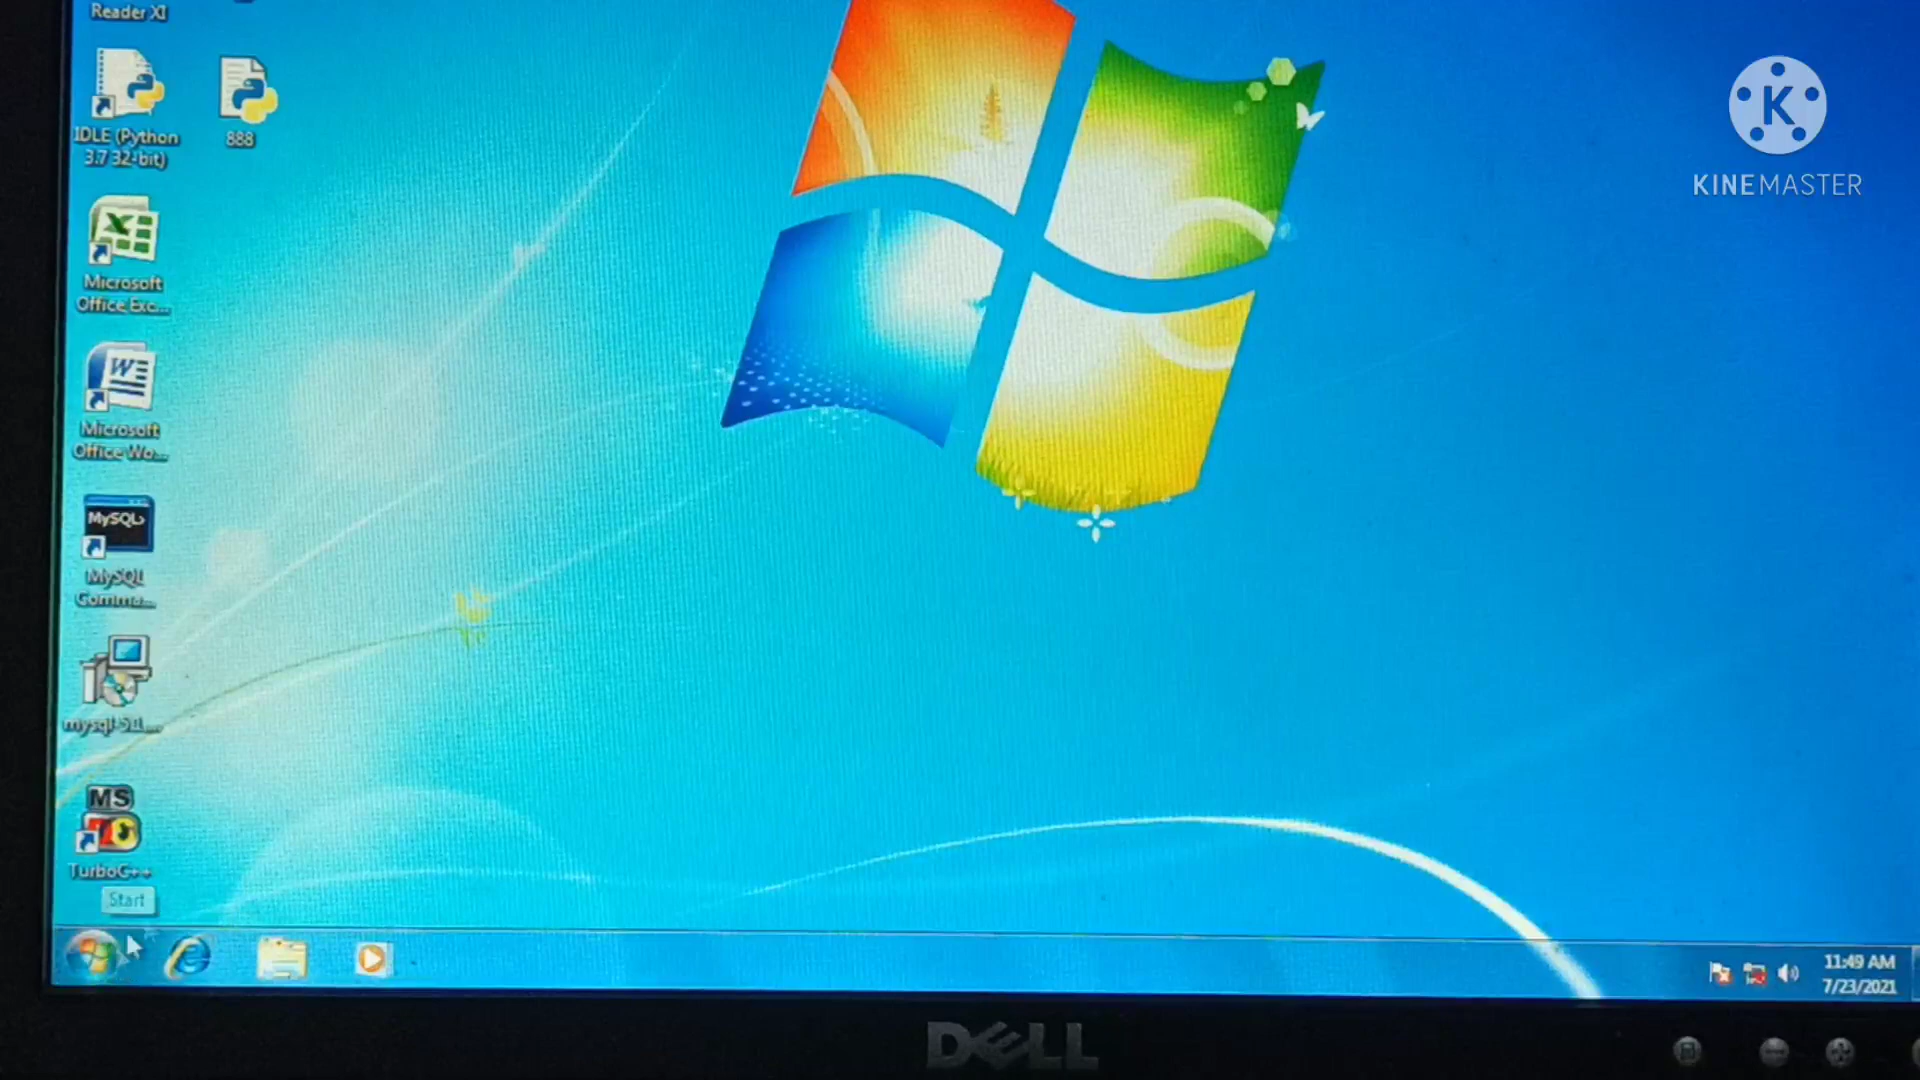 Reader XI
IDLE (Python
3.7 32-bit)
888
Microsoft
Office Exc...
W
Microsoft
Office Wo...
MySQL>
MySQL
Comma...
mysql-5.1....
MS
TurboC++
Start
K
KINEMASTER
11:49 AM
7/23/2021
DELL